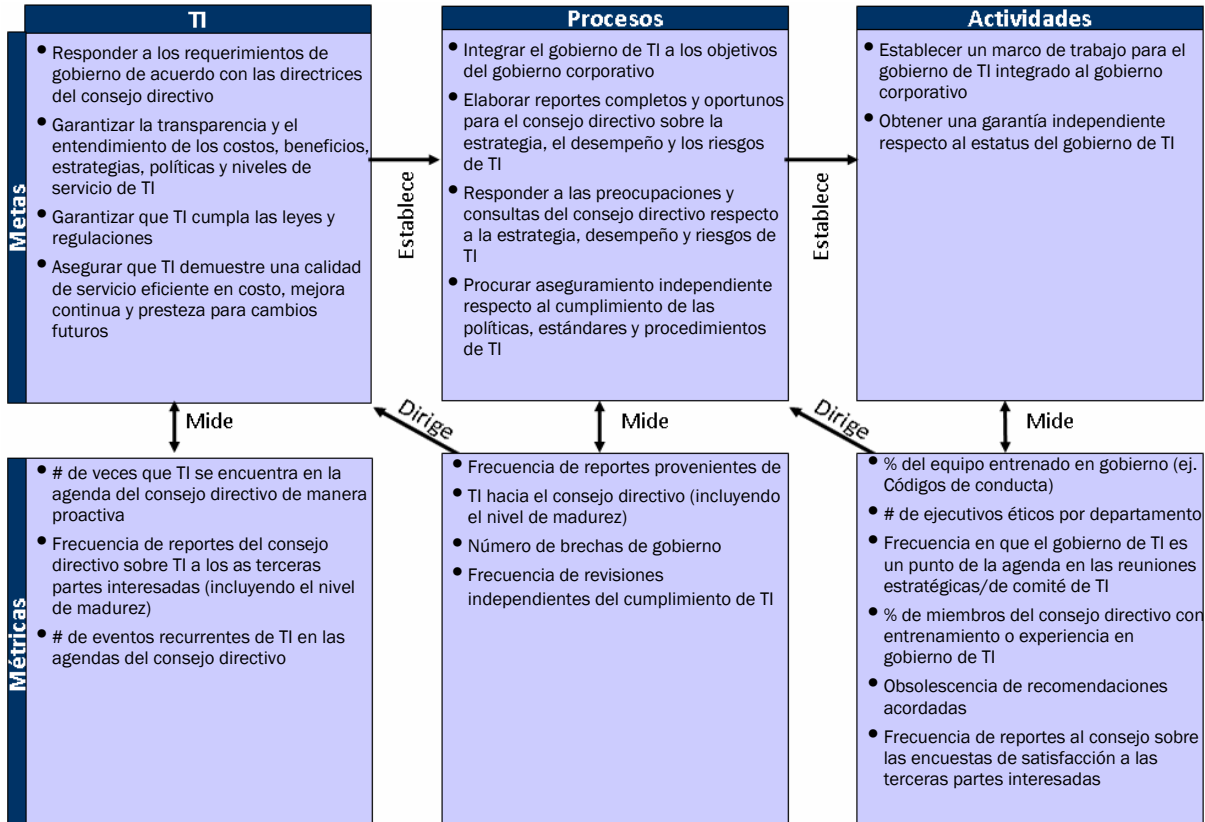 TI
Procesos
Actividades
Metas
• Responder a los requerimientos de
gobierno de acuerdo con las directrices
del consejo directivo
• Garantizar la transparencia y el
entendimiento de los costos, beneficios,
estrategias, políticas y niveles de
servicio de TI
• Garantizar que TI cumpla las leyes y
regulaciones
• Asegurar que TI demuestre una calidad
de servicio eficiente en costo, mejora
continua y presteza para cambios
futuros
Establece
• Integrar el gobierno de TI a los objetivos
del gobierno corporativo
• Elaborar reportes completos y oportunos
para el consejo directivo sobre la
estrategia, el desempeño y los riesgos
de TI
• Responder a las preocupaciones y
consultas del consejo directivo respecto
a la estrategia, desempeño y riesgos de
TI
• Procurar aseguramiento independiente
respecto al cumplimiento de las
políticas, estándares y procedimientos
de TI
Establece
• Establecer un marco de trabajo para el
gobierno de TI integrado al gobierno
corporativo
• Obtener una garantía independiente
respecto al estatus del gobierno de TI
Mide
Dirige
Mide
Dirige
Mide
Métricas
• # de veces que TI se encuentra en la
agenda del consejo directivo de manera
proactiva
• Frecuencia de reportes del consejo
directivo sobre TI a los as terceras
partes interesadas (incluyendo el nivel
de madurez)
• # de eventos recurrentes de TI en las
agendas del consejo directivo
• Frecuencia de reportes provenientes de
• TI hacia el consejo directivo (incluyendo
el nivel de madurez)
• Número de brechas de gobierno
• Frecuencia de revisiones
independientes del cumplimiento de TI
• % del equipo entrenado en gobierno (ej.
Códigos de conducta)
• # de ejecutivos éticos por departamento
• Frecuencia en que el gobierno de TI es
un punto de la agenda en las reuniones
estratégicas/de comité de TI
• % de miembros del consejo directivo con
entrenamiento o experiencia en
gobierno de TI
• Obsolescencia de recomendaciones
acordadas
• Frecuencia de reportes al consejo sobre
las encuestas de satisfacción a las
terceras partes interesadas